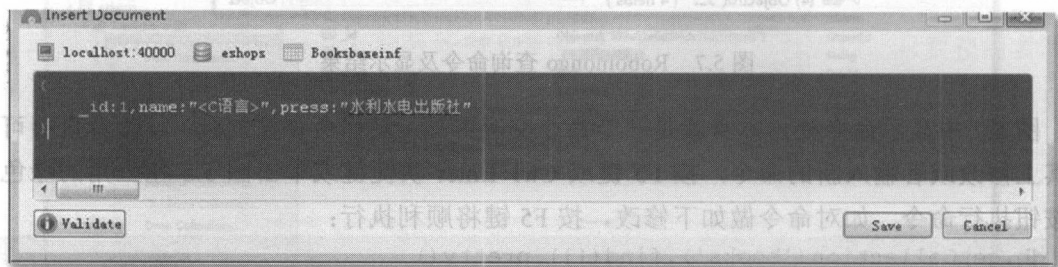 Insert Document
localhost:40000 eshops Booksbaseinf
{
_id:1,name:"<C语言>",press:"水利水电出版社"
}
Validate Save Cancel